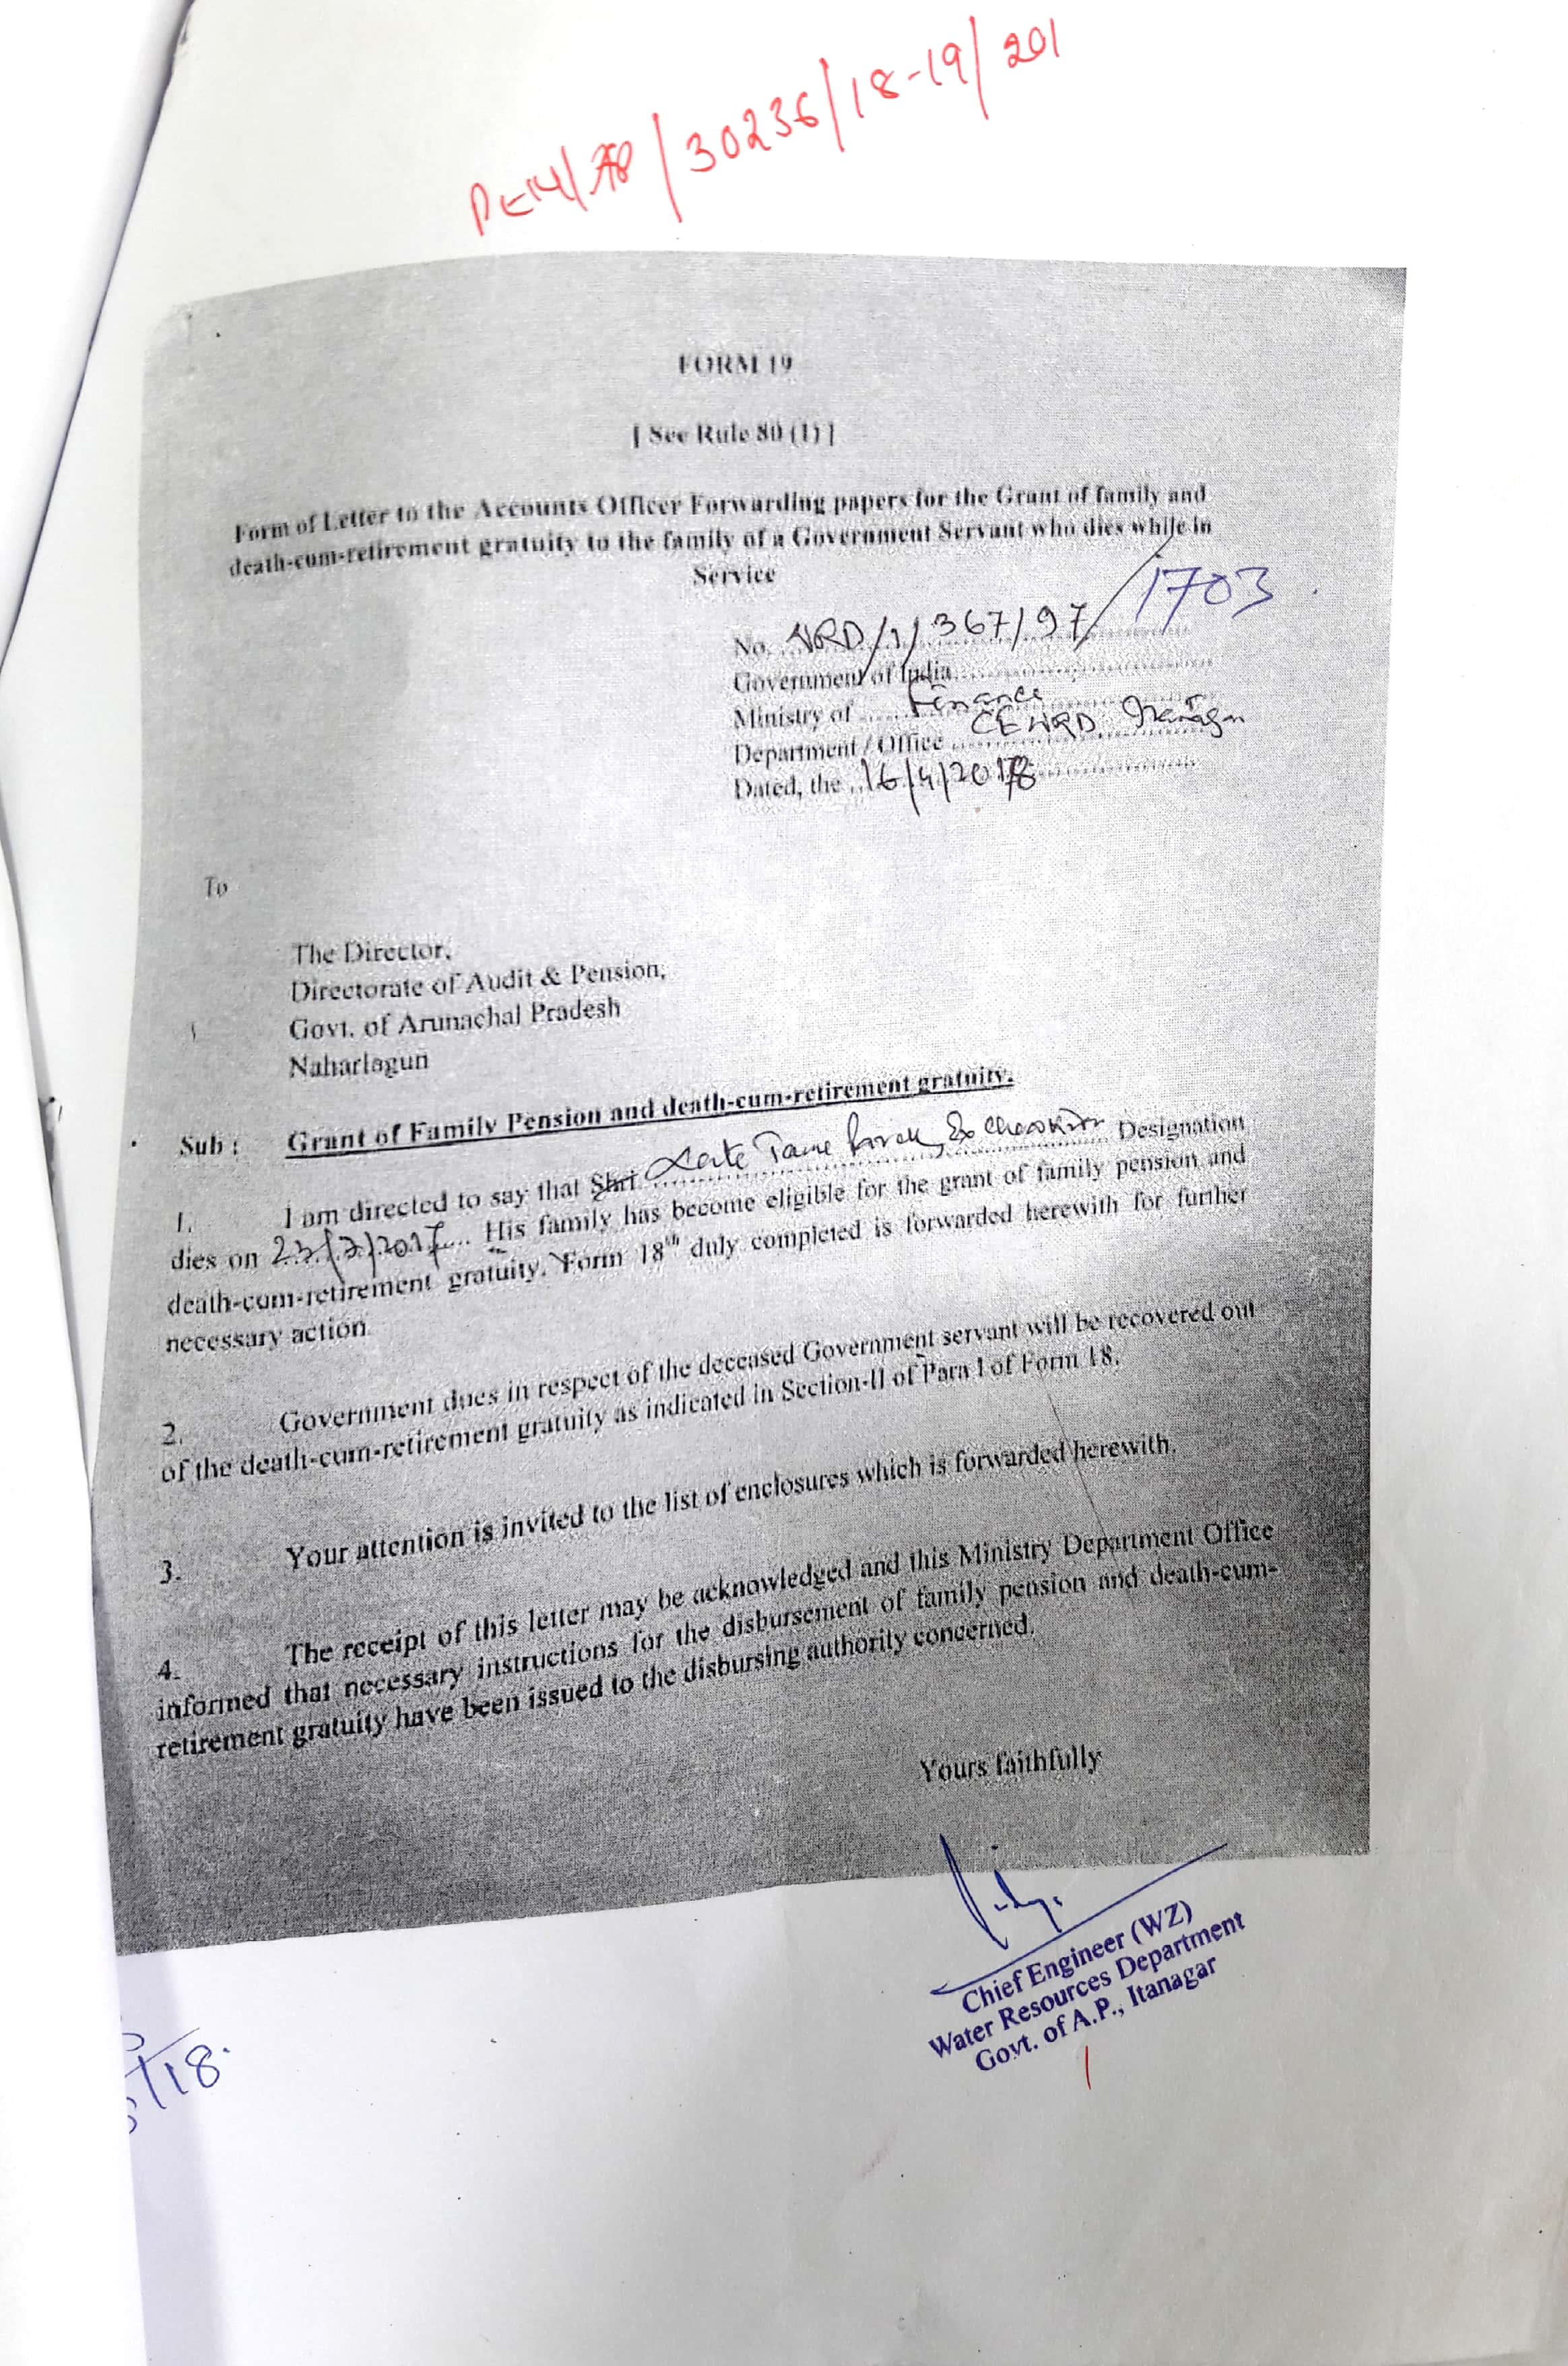 /30236/18-19/201
FORM 19
[ See Rule 80 (1) ]
Form of Letter to the Accounts Officer Forwarding papers for the Grant of family and
death-cum-retirement gratuity to the family of a Government Servant who dies while in
Service
No. WRD/1/367/97/1703
Government of India
Ministry of Finance
Department / Office CE WRD
Dated, the 16/4/2018
To
The Director,
Directorate of Audit & Pension,
Govt. of Arunachal Pradesh
Naharlagun
Sub : Grant of Family Pension and death-cum-retirement gratuity.
1. I am directed to say that Shri Late Tame Ex Designation
dies on His family has become eligible for the grant of family pension and
death-cum-retirement gratuity. Form 18th duly completed is forwarded herewith for further
necessary action
2. Government dues in respect of the deceased Government servant will be recovered out
of the death-cum-retirement gratuity as indicated in Section-II of Para I of Form 18.
3. Your attention is invited to the list of enclosures which is forwarded herewith.
4. The receipt of this letter may be acknowledged and this Ministry Department Office
informed that necessary instructions for the disbursement of family pension and death-cum-
retirement gratuity have been issued to the disbursing authority concerned.
Yours faithfully
Chief Engineer (WZ)
Water Resources Department
Govt. of A.P., Itanagar
/18.